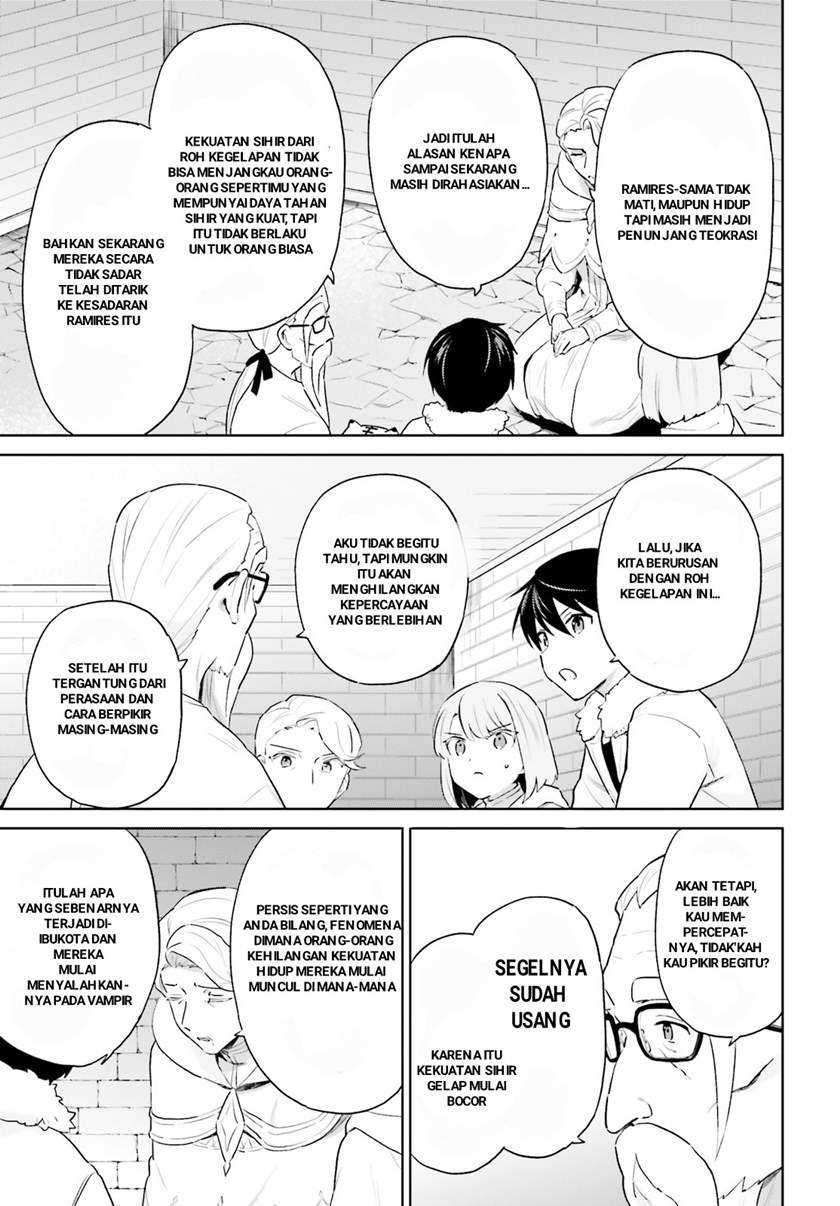 RAMIRES-SAMA TIDAK
MATI, MAUPUN HIDUP
TAPI MASIH MENJADI
PENUNJANG TEOKRASI
JADI ITULAH
ALASAN KENAPA
SAMPAI SEKARANG
MASIH DIRAHASIAKAN...
KEKUATAN SIHIR DARI
ROH KEGELAPAN TIDAK
BISA MENJANGKAU ORANG-
ORANG SEPERTIMU YANG
MEMPUNYAI DAYA TAHAN
SIHIR YANG KUAT, TAPI
ITU TIDAK BERLAKU
UNTUK ORANG BIASA
BAHKAN SEKARANG
MEREKA SECARA
TIDAK SADAR
TELAH DITARIK
KE KESADARAN
RAMIRES ITU
LALU, JIKA
KITA BERURUSAN
DENGAN ROH
KEGELAPAN INI...
AKU TIDAK BEGITU
TAHU, TAPI MUNGKIN
ITU AKAN
MENGHILANGKAN
KEPERCAYAAN
YANG BERLEBIHAN
SETELAH ITU
TERGANTUNG DARI
PERASAAN DAN
CARA BERPIKIR
MASING-MASING
AKAN TETAPI,
LEBIH BAIK
KAU MEM-
PERCEPAT-
NYA, TIDAK'KAH
KAU PIKIR BEGITU?
SEGELNYA
SUDAH
USANG
KARENA ITU
KEKUATAN SIHIR
GELAP MULAI
BOCOR
PERSIS SEPERTI YANG
ANDA BILANG, FENOMENA
DIMANA ORANG-ORANG
KEHILANGAN KEKUATAN
HIDUP MEREKA MULAI
MUNCUL DIMANA-MANA
ITULAH APA
YANG SEBENARNYA
TERJADI DI-
IBUKOTA DAN
MEREKA
MULAI
MENYALAHKAN-
NYA PADA VAMPIR